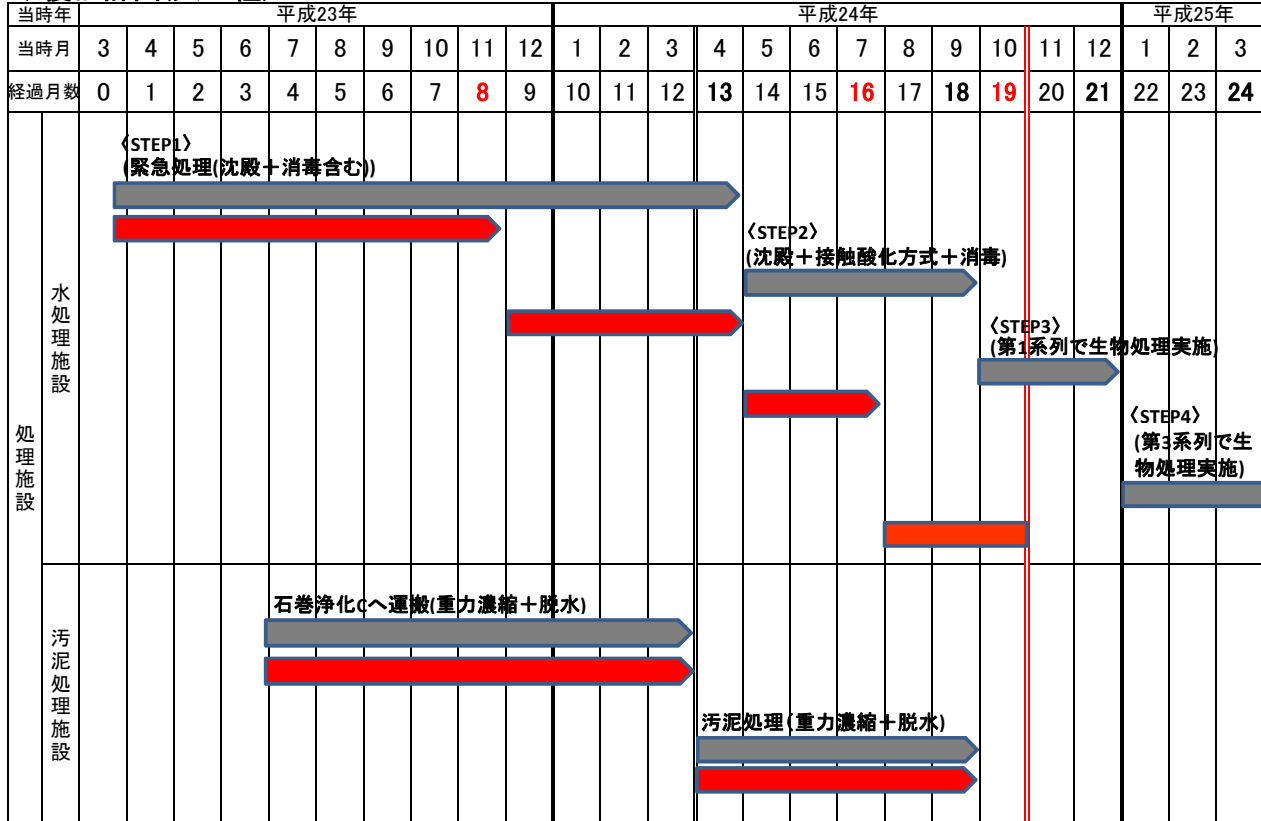 当時年 平成23年 平成24年 平成25年
当時月 3 4 5 6 7 8 9 10 11 12 1 2 3 4 5 6 7 8 9 10 11 12 1 2 3
経過月数 0 1 2 3 4 5 6 7 8 9 10 11 12 13 14 15 16 17 18 19 20 21 22 23 24
処理施設
水処理施設
〈STEP1〉
(緊急処理(沈殿＋消毒含む))
〈STEP2〉
(沈殿＋接触酸化方式＋消毒)
〈STEP3〉
(第1系列で生物処理実施)
〈STEP4〉
(第3系列で生
物処理実施)
汚泥処理施設
石巻浄化Cへ運搬(重力濃縮＋脱水)
汚泥処理(重力濃縮＋脱水)